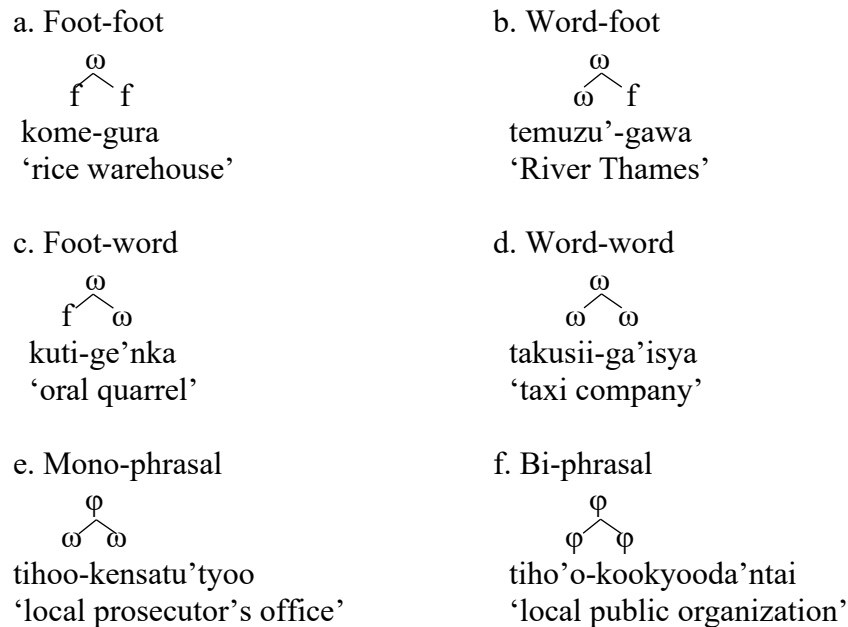 a. Foot-foot
ω
f f
kome-gura
‘rice warehouse’
b. Word-foot
ω
ω f
temuzu’-gawa
‘River Thames’
c. Foot-word
ω
f ω
kuti-ge’nka
‘oral quarrel’
d. Word-word
ω
ω ω
takusii-ga’isya
‘taxi company’
e. Mono-phrasal
φ
ω ω
tihoo-kensatu’tyoo
‘local prosecutor’s office’
f. Bi-phrasal
φ
φ φ
tiho’o-kookyooda’ntai
‘local public organization’